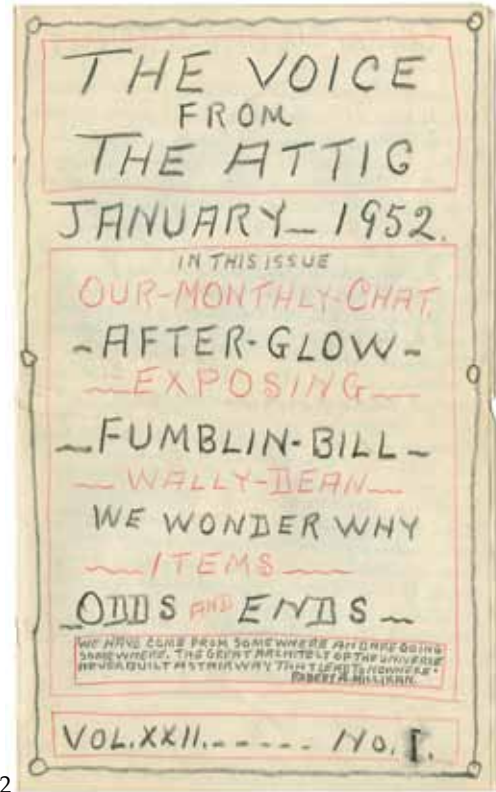 THE VOICE
FROM
THE ATTIC
JANUARY - 1952.
IN THIS ISSUE
OUR-MONTHLY-CHAT.
~AFTER-GLOW~
~EXPOSING~
~FUMBLIN-BILL~
~WALLY-DEAN~
WE WONDER WHY
~ITEMS~
~ODDS AND ENDS~
WE HAVE COME FROM SOMEWHERE AND ARE GOING
SOMEWHERE. THE GREAT ARCHITECT OF THE UNIVERSE
NEVER BUILT A STAIRWAY THAT LEADS TO NOWHERE-
ROBERT A. MILLIKAN.
VOL.XXII.----- NO. I.
2